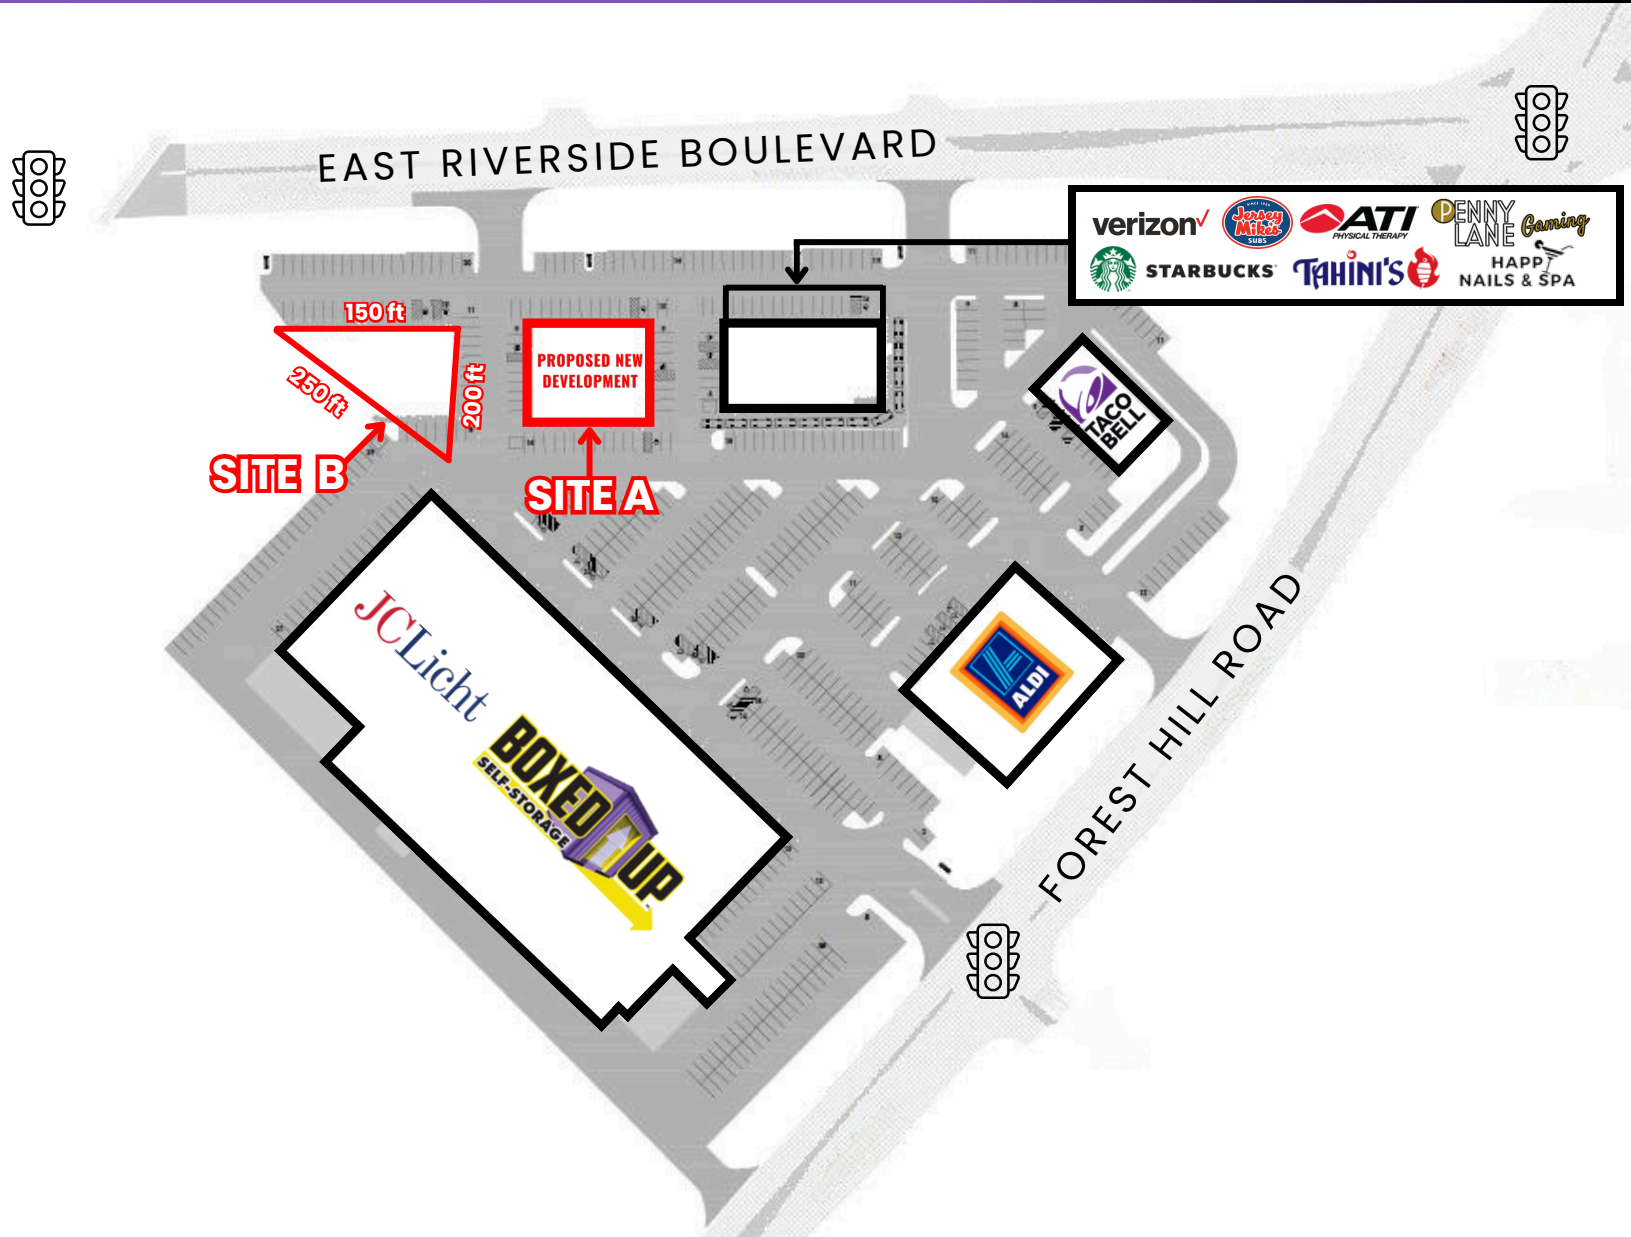 EAST RIVERSIDE BOULEVARD
verizon
Jersey Mike's SUBS
ATI PHYSICAL THERAPY
PENNY LANE Gaming
STARBUCKS
TAHINI'S
HAPP NAILS & SPA
150 ft
250 ft
200 ft
PROPOSED NEW
DEVELOPMENT
SITE B
SITE A
TACO
BELL
JCLicht
BOXED UP
SELF-STORAGE
ALDI
FOREST HILL ROAD